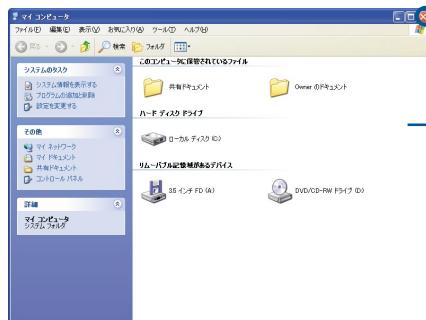 マイ コンピュータ
ファイル(F) 編集(E) 表示(V) お気に入り(A) ツール(T) ヘルプ(H)
戻る 検索 フォルダ
システムのタスク
システム情報を表示する
プログラムの追加と削除
設定を変更する
その他
マイ ネットワーク
マイ ドキュメント
共有ドキュメント
コントロール パネル
詳細
マイ コンピュータ
システム フォルダ
このコンピュータに保管されているファイル
共有ドキュメント
Owner のドキュメント
ハード ディスク ドライブ
ローカル ディスク (C:)
リムーバブル記憶域があるデバイス
3.5 インチ FD (A:)
DVD/CD-RW ドライブ (D:)